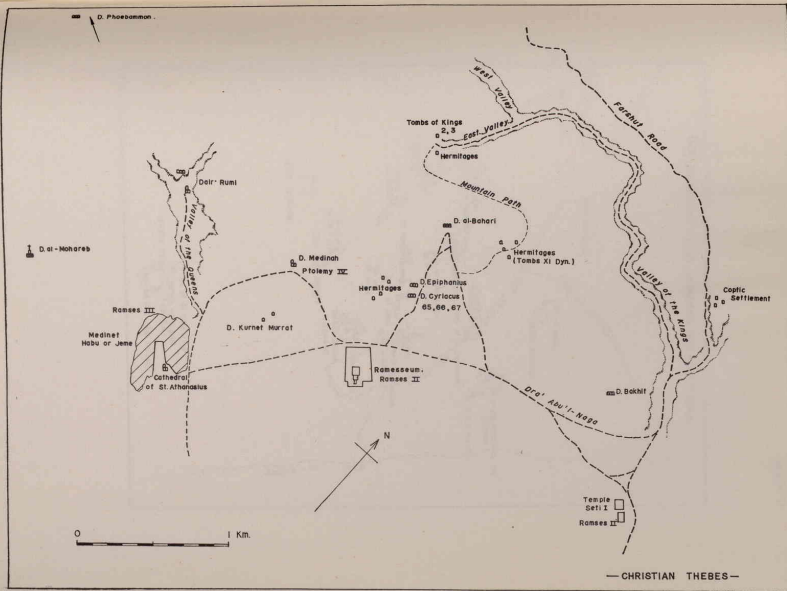 D. Phoebammon.
West Valley
Farshut Road
Tombs of Kings
2,3
East Valley
Hermitages
Mountain Path
Dair Rumi
Valley of the Queens
D. al-Bahari
D. al-Mohareb
D. Medinah
Ptolemy IV
Hermitages
(Tombs XI Dyn.)
Valley of the Kings
Hermitages
D. Epiphanius
D. Cyriacus
65,66,67
Coptic
Settlement
Ramses III
Medinet
Habu or Jeme
D. Kurnet Murrat
Cathedral
of St. Athanasius
Ramesseum.
Ramses II
D. Bakhit
Dra' Abu'l-Naga
N
Temple
Seti I
Ramses II
0
1 Km.
— CHRISTIAN THEBES —